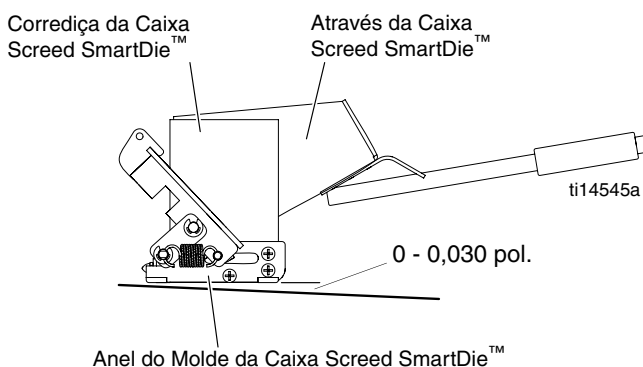 Corrediça da Caixa
Screed SmartDie™
Através da Caixa
Screed SmartDie™
ti14545a
0 - 0,030 pol.
Anel do Molde da Caixa Screed SmartDie™